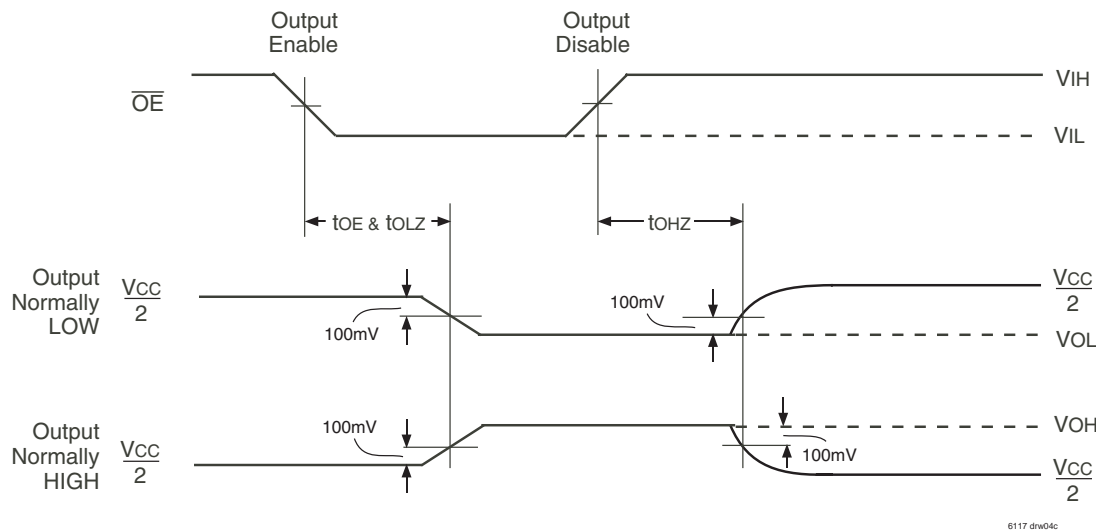 Output
Enable
Output
Disable
OE
VIH
VIL
tOE & tOLZ
tOHZ
Output
Normally
LOW
VCC
2
100mV
100mV
VCC
2
VOL
Output
Normally
HIGH
VCC
2
100mV
100mV
VOH
VCC
2
6117 drw04c